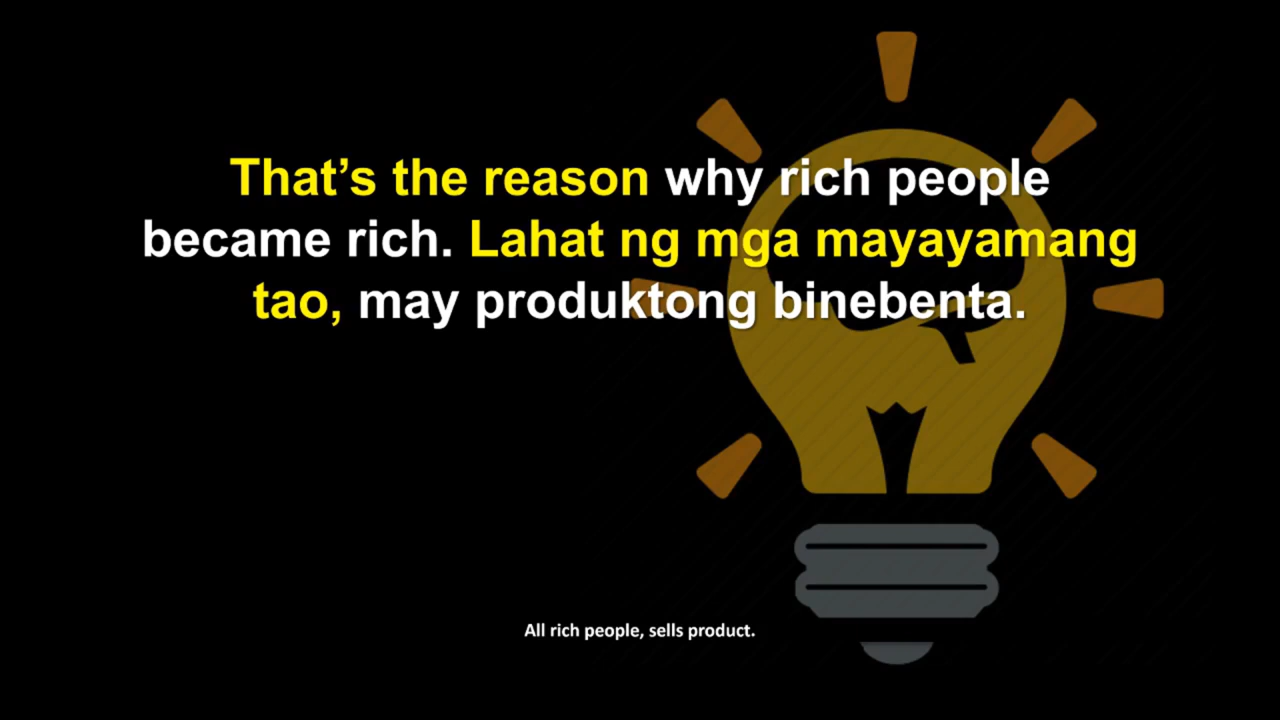 That’s the reason why rich people
became rich. Lahat ng mga mayayamang
tao, may produktong binebenta.
All rich people, sells product.